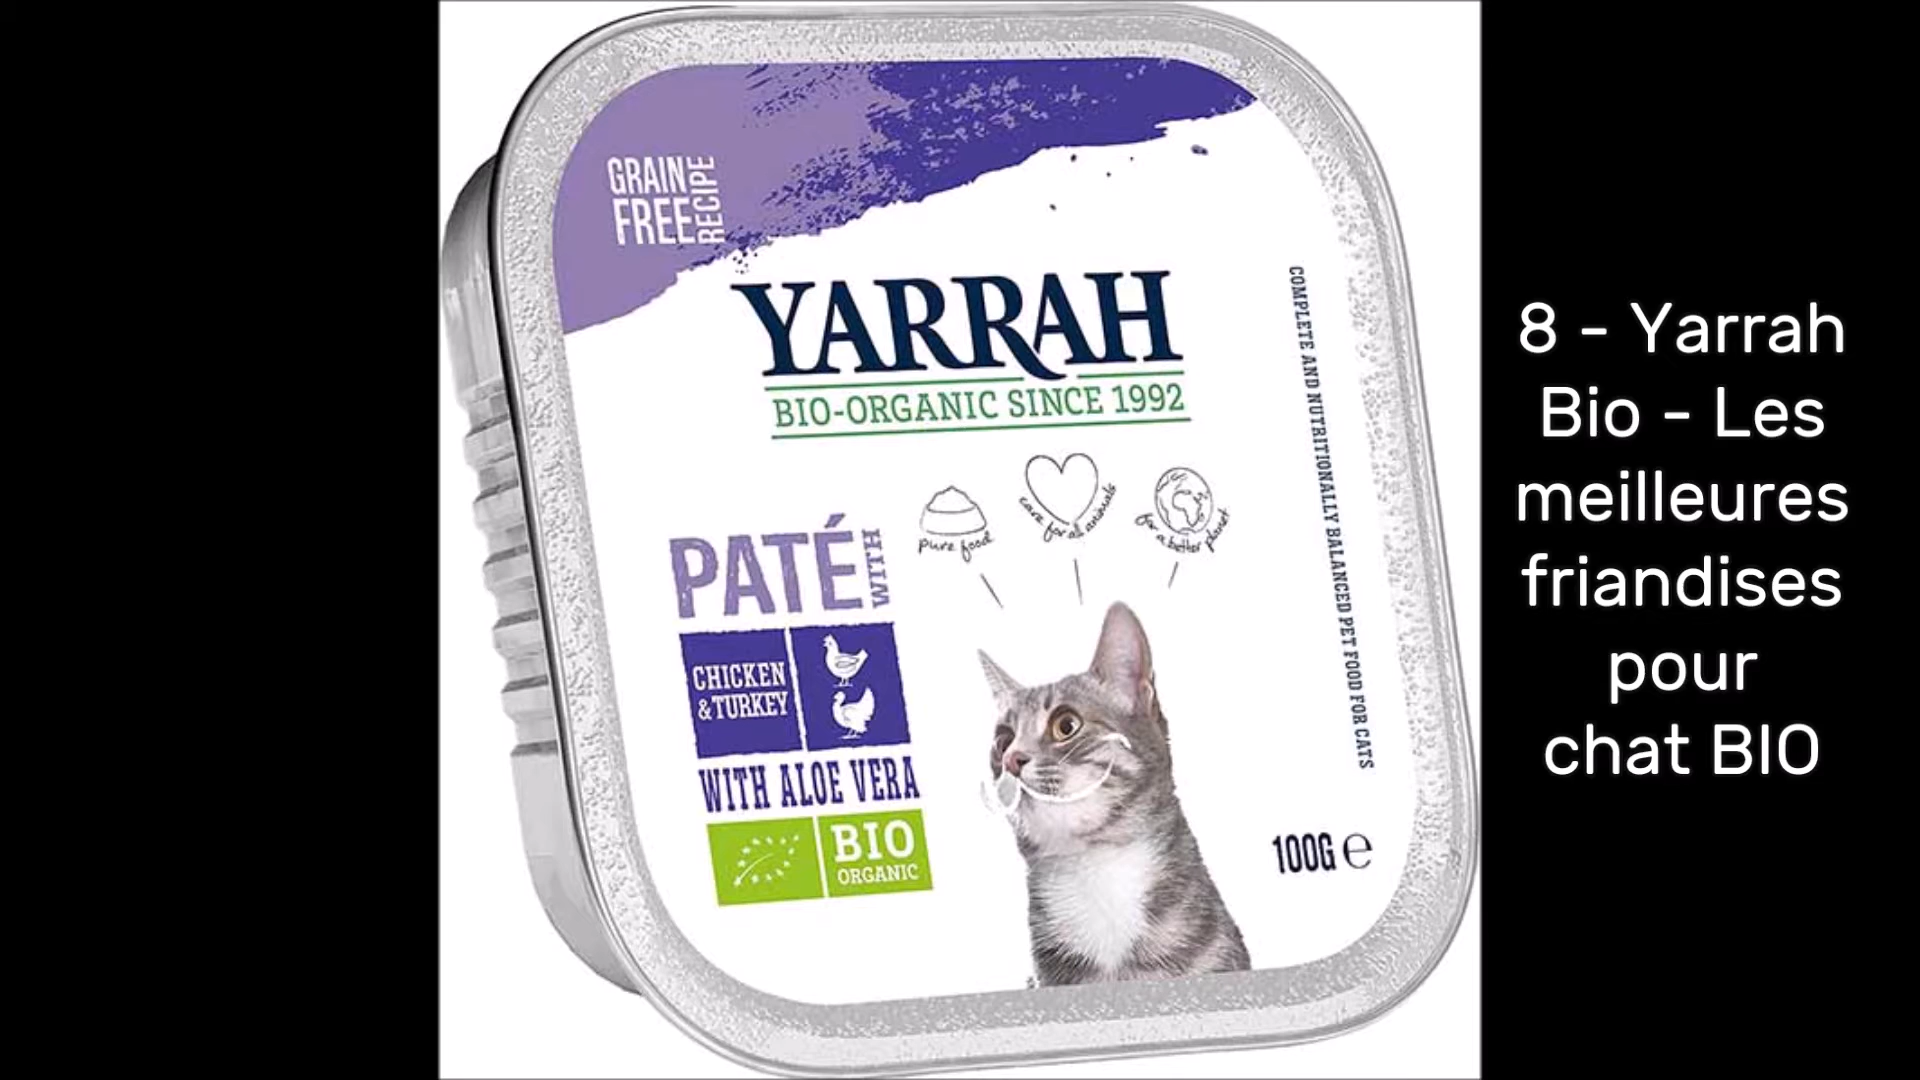 GRAIN
FREE
RECIPE
YARRAH
BIO-ORGANIC SINCE 1992
pure food
care for all animals
for a better planet
PATÉ
WITH
CHICKEN
& TURKEY
WITH ALOE VERA
BIO
ORGANIC
COMPLETE AND NUTRITIONALLY BALANCED PET FOOD FOR CATS
100G e
8 - Yarrah
Bio - Les
meilleures
friandises
pour
chat BIO